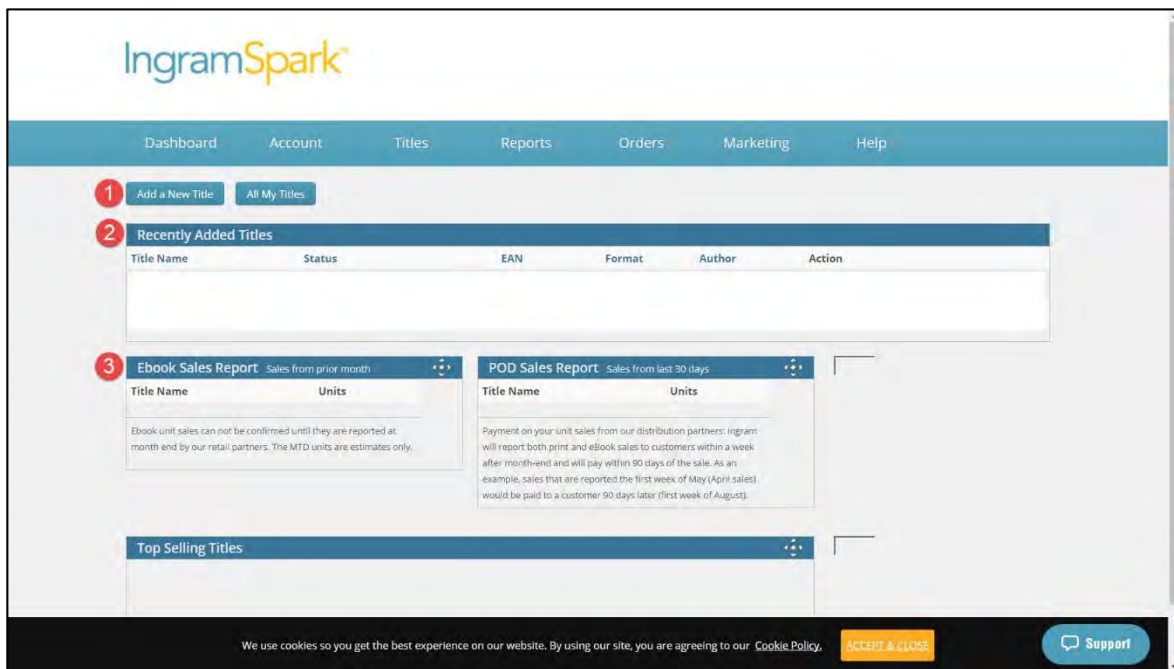 IngramSpark™
Dashboard Account Titles Reports Orders Marketing Help
1 Add a New Title All My Titles
2 Recently Added Titles
Title Name Status EAN Format Author Action
3 Ebook Sales Report Sales from prior month
Title Name Units
Ebook unit sales can not be confirmed until they are reported at
month end by our retail partners. The MTD units are estimates only.
POD Sales Report Sales from last 30 days
Title Name Units
Payment on your unit sales from our distribution partners: Ingram
will report both print and eBook sales to customers within a week
after month-end and will pay within 90 days of the sale. As an
example, sales that are reported the first week of May (April sales)
would be paid to a customer 90 days later (first week of August).
Top Selling Titles
We use cookies so you get the best experience on our website. By using our site, you are agreeing to our Cookie Policy. ACCEPT & CLOSE
Support